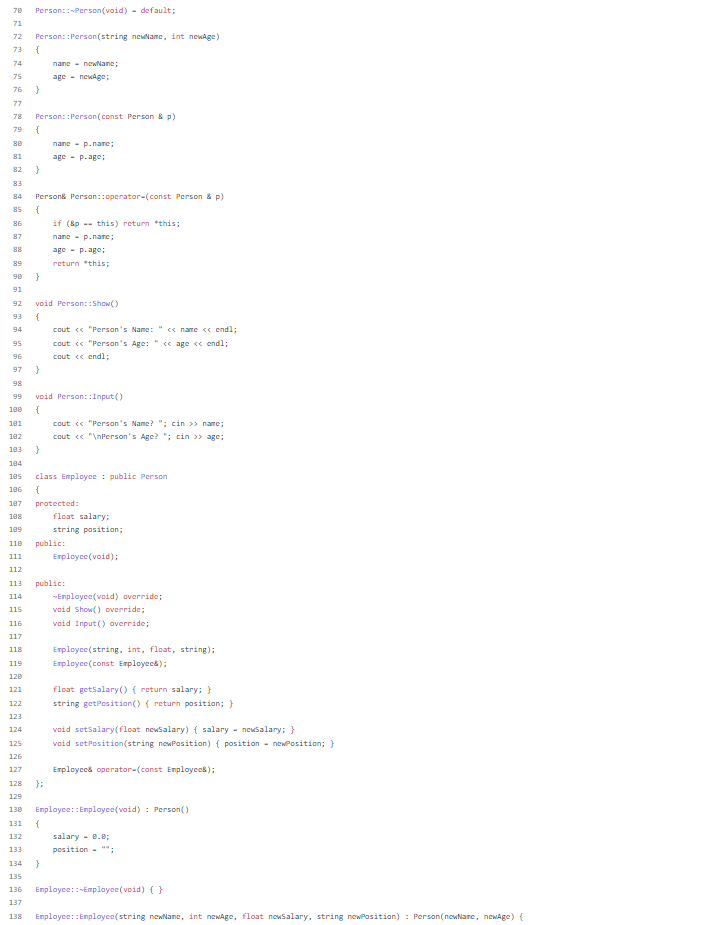 70 Person::~Person(void) = default;
71
72 Person::Person(string newName, int newAge)
73 {
74     name = newName;
75     age = newAge;
76 }
77
78 Person::Person(const Person & p)
79 {
80     name = p.name;
81     age = p.age;
82 }
83
84 Person& Person::operator=(const Person & p)
85 {
86     if (&p == this) return *this;
87     name = p.name;
88     age = p.age;
89     return *this;
90 }
91
92 void Person::Show()
93 {
94     cout << "Person's Name: " << name << endl;
95     cout << "Person's Age: " << age << endl;
96     cout << endl;
97 }
98
99 void Person::Input()
100 {
101     cout << "Person's Name? "; cin >> name;
102     cout << "\nPerson's Age? "; cin >> age;
103 }
104
105 class Employee : public Person
106 {
107 protected:
108     float salary;
109     string position;
110 public:
111     Employee(void);
112
113 public:
114     ~Employee(void) override;
115     void Show() override;
116     void Input() override;
117
118     Employee(string, int, float, string);
119     Employee(const Employee&);
120
121     float getSalary() { return salary; }
122     string getPosition() { return position; }
123
124     void setSalary(float newSalary) { salary = newSalary; }
125     void setPosition(string newPosition) { position = newPosition; }
126
127     Employee& operator=(const Employee&);
128 };
129
130 Employee::Employee(void) : Person()
131 {
132     salary = 0.0;
133     position = "";
134 }
135
136 Employee::~Employee(void) { }
137
138 Employee::Employee(string newName, int newAge, float newSalary, string newPosition) : Person(newName, newAge) {